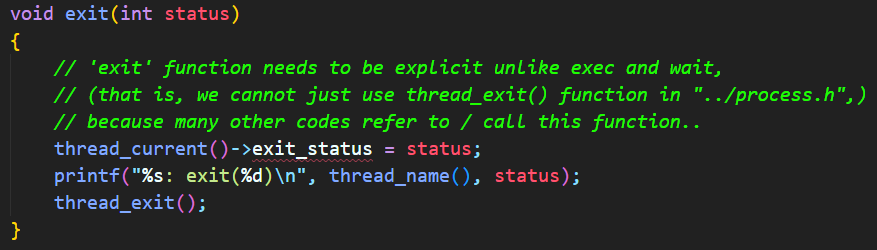 void exit(int status)
{
    // 'exit' function needs to be explicit unlike exec and wait,
    // (that is, we cannot just use thread_exit() function in "../process.h",)
    // because many other codes refer to / call this function..
    thread_current()->exit_status = status;
    printf("%s: exit(%d)\n", thread_name(), status);
    thread_exit();
}